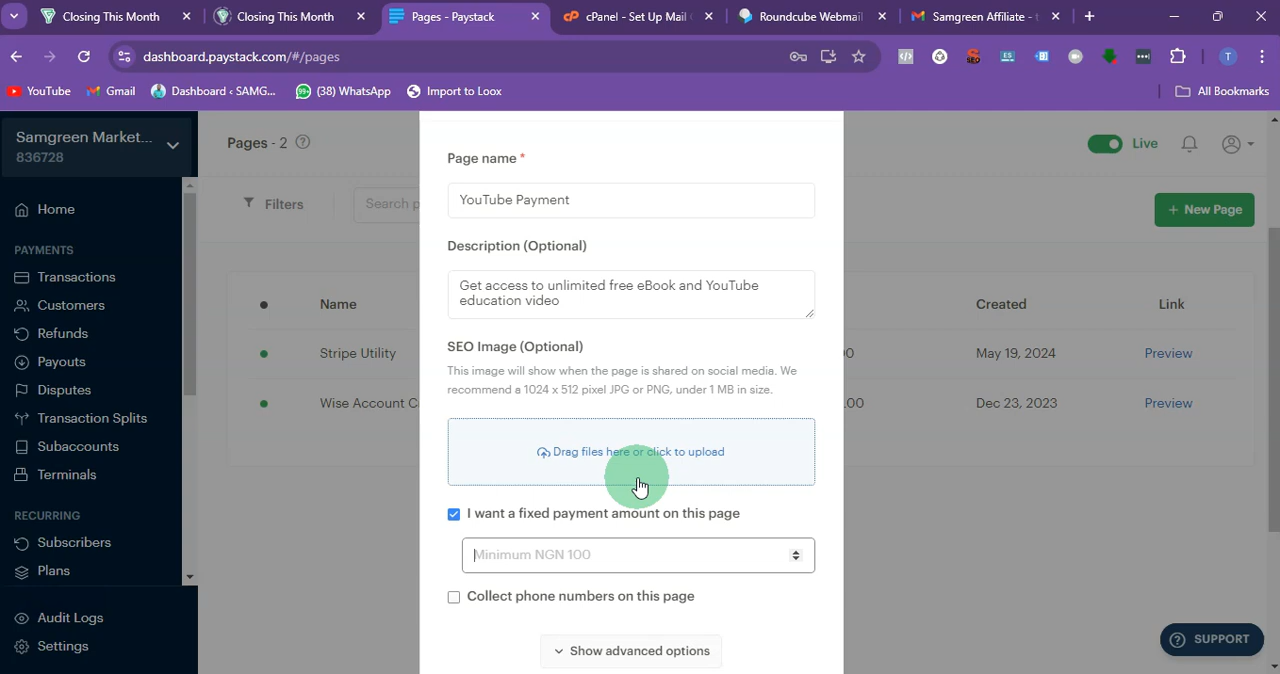 Closing This Month
Closing This Month
Pages - Paystack
cPanel - Set Up Mail
Roundcube Webmail
Samgreen Affiliate -
dashboard.paystack.com/#/pages
T
YouTube
Gmail
Dashboard ‹ SAMG...
99+
(38) WhatsApp
Import to Loox
All Bookmarks
Samgreen Market...
836728
Home
PAYMENTS
Transactions
Customers
Refunds
Payouts
Disputes
Transaction Splits
Subaccounts
Terminals
RECURRING
Subscribers
Plans
Audit Logs
Settings
Pages - 2
Live
Filters
Search p
+ New Page
Name
Created
Link
Stripe Utility
00
May 19, 2024
Preview
Wise Account C
.00
Dec 23, 2023
Preview
Page name *
YouTube Payment
Description (Optional)
Get access to unlimited free eBook and YouTube
education video
SEO Image (Optional)
This image will show when the page is shared on social media. We
recommend a 1024 x 512 pixel JPG or PNG, under 1 MB in size.
Drag files here or click to upload
I want a fixed payment amount on this page
Minimum NGN 100
Collect phone numbers on this page
Show advanced options
SUPPORT